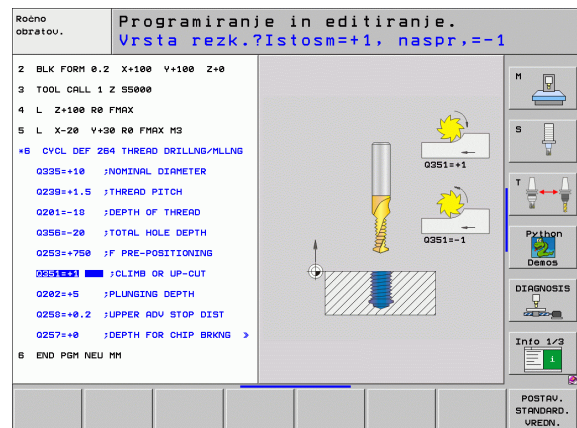 Ročno
obratov.
Programiranje in editiranje.
Vrsta rezk.?Istosm=+1, naspr,=-1
2 BLK FORM 0.2 X+100 Y+100 Z+0
3 TOOL CALL 1 Z S5000
4 L Z+100 R0 FMAX
5 L X-20 Y+30 R0 FMAX M3
*6 CYCL DEF 264 THREAD DRILLNG/MLLNG
Q335=+10 ;NOMINAL DIAMETER
Q239=+1.5 ;THREAD PITCH
Q201=-18 ;DEPTH OF THREAD
Q356=-20 ;TOTAL HOLE DEPTH
Q253=+750 ;F PRE-POSITIONING
Q351=+1 ;CLIMB OR UP-CUT
Q202=+5 ;PLUNGING DEPTH
Q258=+0.2 ;UPPER ADV STOP DIST
Q257=+0 ;DEPTH FOR CHIP BRKNG »
6 END PGM NEU MM
Q351=+1
Q351=-1
M
S
T
Python
Demos
DIAGNOSIS
Info 1/3
i
POSTAV.
STANDARD.
VREDN.